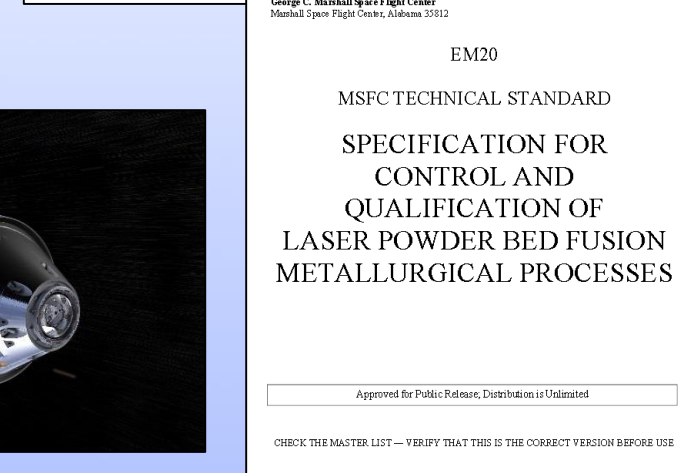 George C. Marshall Space Flight Center
Marshall Space Flight Center, Alabama 35812
EM20
MSFC TECHNICAL STANDARD
SPECIFICATION FOR
CONTROL AND
QUALIFICATION OF
LASER POWDER BED FUSION
METALLURGICAL PROCESSES
Approved for Public Release; Distribution is Unlimited
CHECK THE MASTER LIST — VERIFY THAT THIS IS THE CORRECT VERSION BEFORE USE